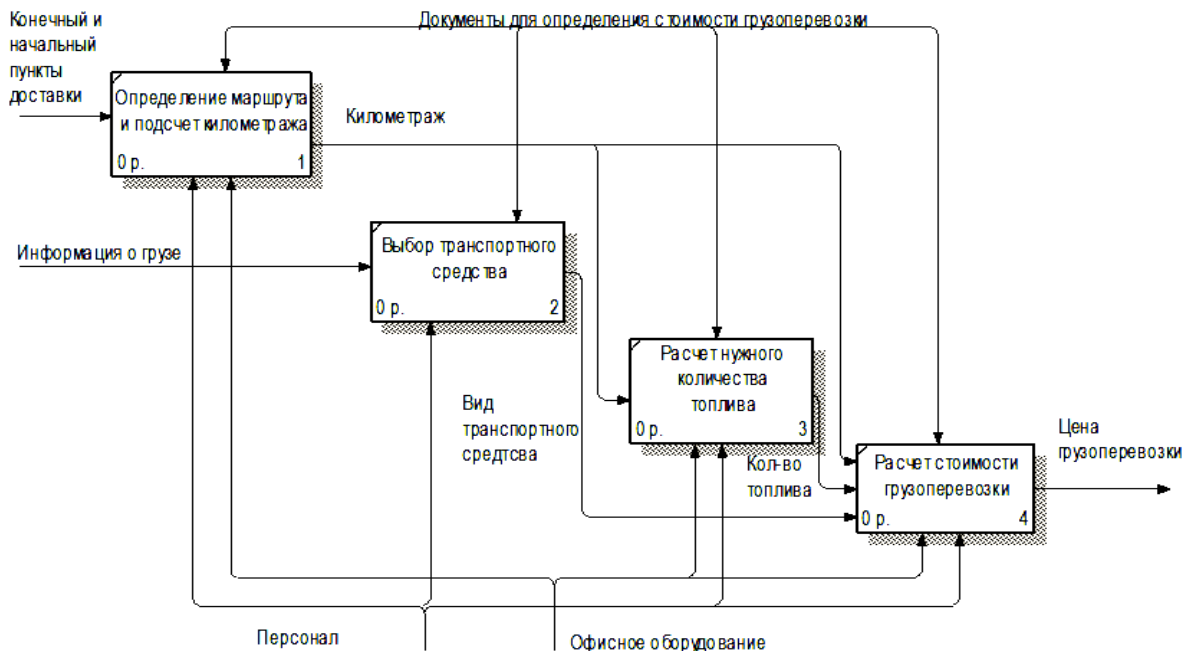 Конечный и
начальный
пункты
доставки
Документы для определения стоимости грузоперевозки
Определение маршрута
и подсчет километража
0 р.
1
Километраж
Информация о грузе
Выбор транспортного
средства
0 р.
2
Расчет нужного
количества
топлива
0 р.
3
Вид
транспортного
средтсва
Кол-во
топлива
Расчет стоимости
грузоперевозки
0 р.
4
Цена
грузоперевозки
Персонал
Офисное оборудование